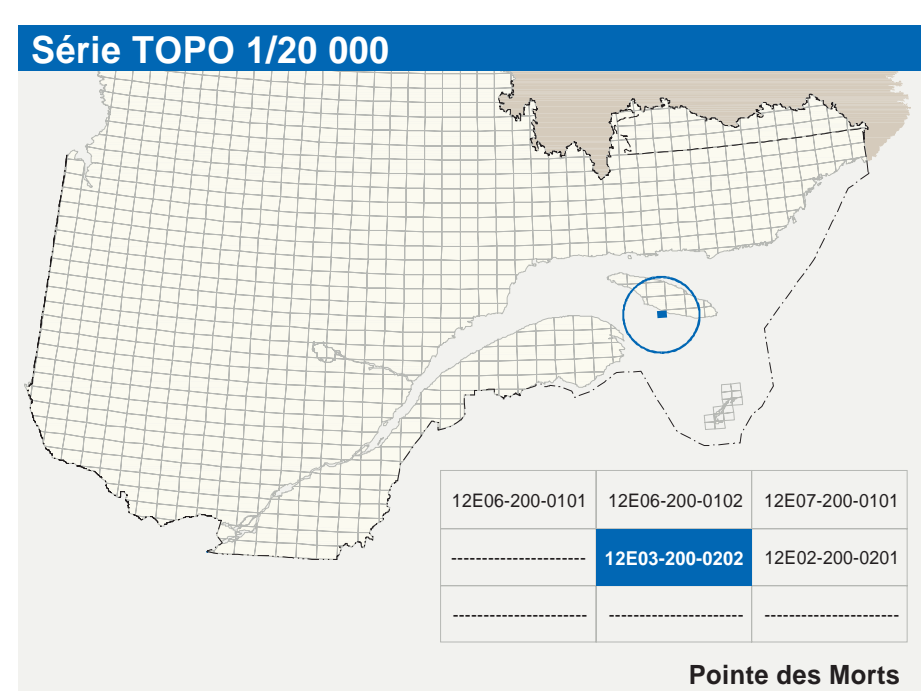 Série TOPO 1/20 000
12E06-200-0101 12E06-200-0102 12E07-200-0101
---------------------- 12E03-200-0202 12E02-200-0201
---------------------- ---------------------- ----------------------
Pointe des Morts